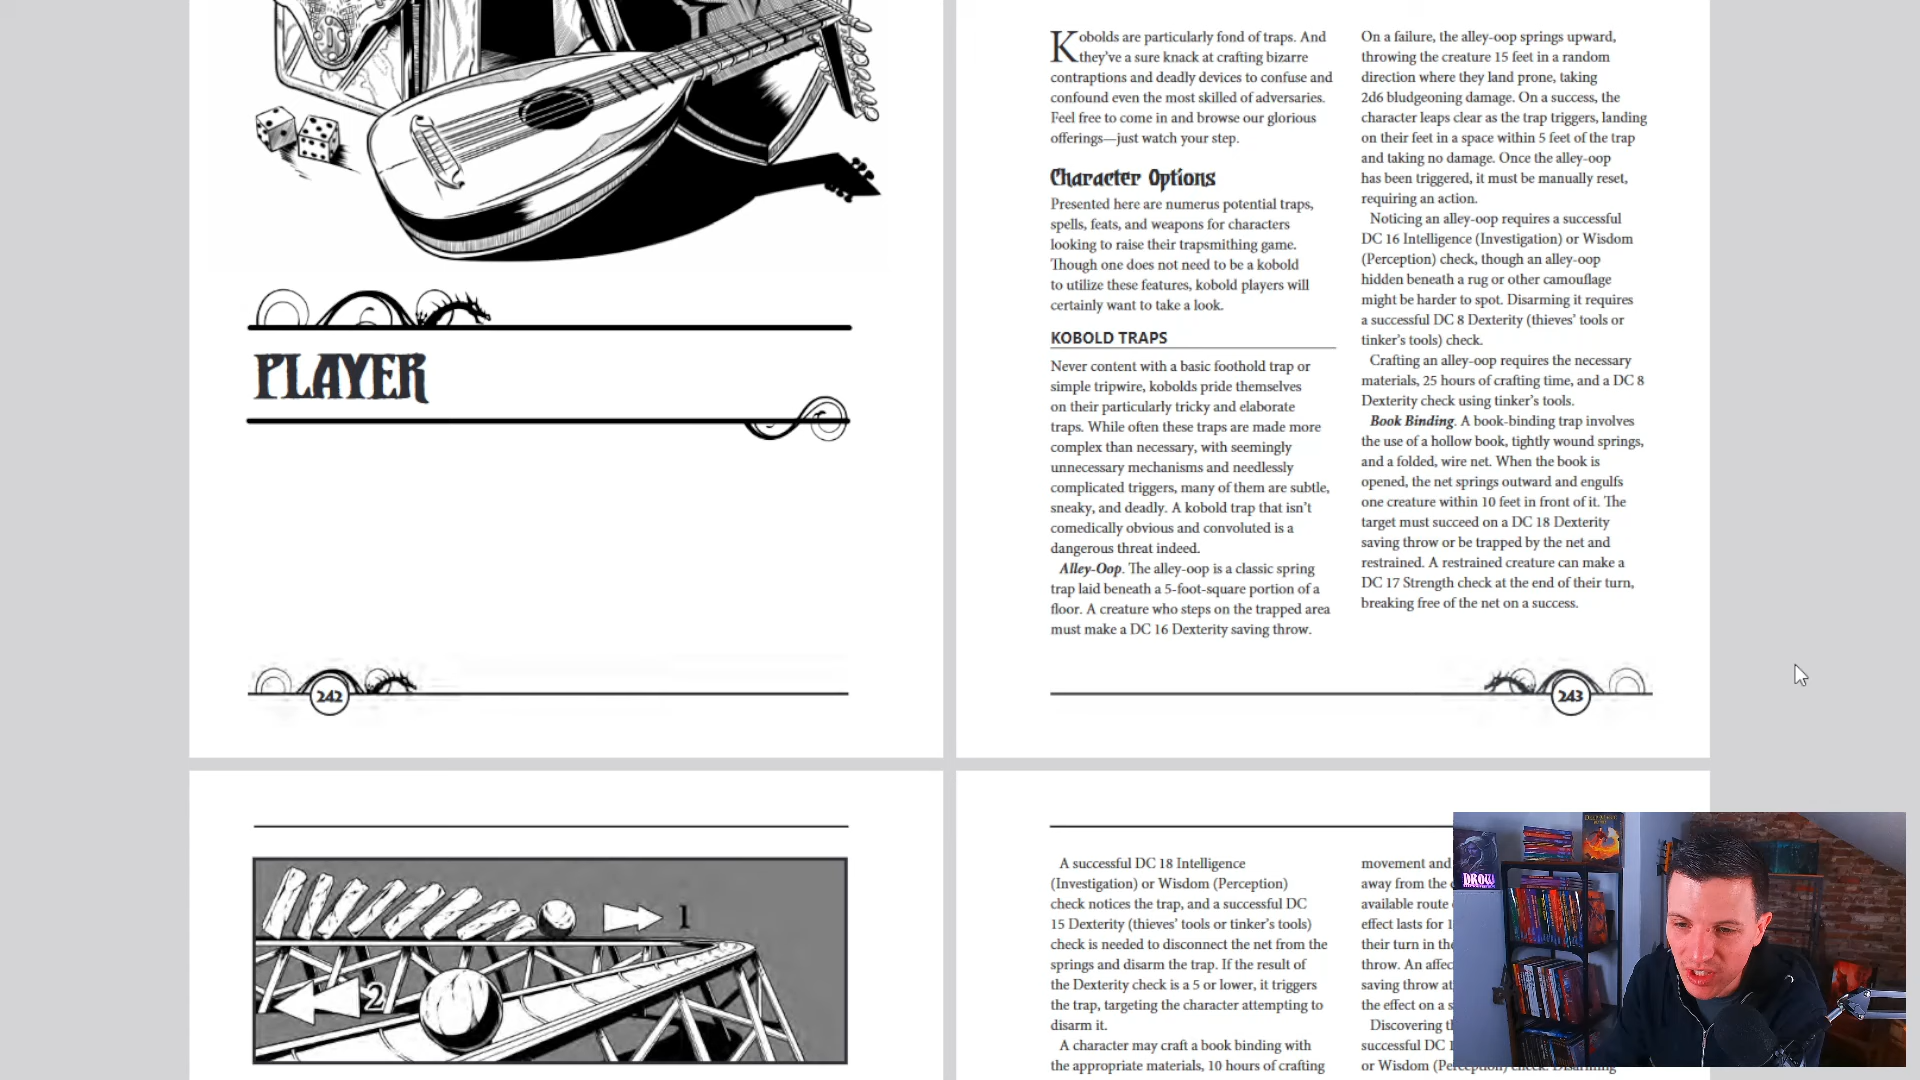 PLAYER
242
Kobolds are particularly fond of traps. And
they’ve a sure knack at crafting bizarre
contraptions and deadly devices to confuse and
confound even the most skilled of adversaries.
Feel free to come in and browse our glorious
offerings—just watch your step.
Character Options
Presented here are numerus potential traps,
spells, feats, and weapons for characters
looking to raise their trapsmithing game.
Though one does not need to be a kobold
to utilize these features, kobold players will
certainly want to take a look.
KOBOLD TRAPS
Never content with a basic foothold trap or
simple tripwire, kobolds pride themselves
on their particularly tricky and elaborate
traps. While often these traps are made more
complex than necessary, with seemingly
unnecessary mechanisms and needlessly
complicated triggers, many of them are subtle,
sneaky, and deadly. A kobold trap that isn’t
comedically obvious and convoluted is a
dangerous threat indeed.
Alley-Oop. The alley-oop is a classic spring
trap laid beneath a 5-foot-square portion of a
floor. A creature who steps on the trapped area
must make a DC 16 Dexterity saving throw.
On a failure, the alley-oop springs upward,
throwing the creature 15 feet in a random
direction where they land prone, taking
2d6 bludgeoning damage. On a success, the
character leaps clear as the trap triggers, landing
on their feet in a space within 5 feet of the trap
and taking no damage. Once the alley-oop
has been triggered, it must be manually reset,
requiring an action.
Noticing an alley-oop requires a successful
DC 16 Intelligence (Investigation) or Wisdom
(Perception) check, though an alley-oop
hidden beneath a rug or other camouflage
might be harder to spot. Disarming it requires
a successful DC 8 Dexterity (thieves’ tools or
tinker’s tools) check.
Crafting an alley-oop requires the necessary
materials, 25 hours of crafting time, and a DC 8
Dexterity check using tinker’s tools.
Book Binding. A book-binding trap involves
the use of a hollow book, tightly wound springs,
and a folded, wire net. When the book is
opened, the net springs outward and engulfs
one creature within 10 feet in front of it. The
target must succeed on a DC 18 Dexterity
saving throw or be trapped by the net and
restrained. A restrained creature can make a
DC 17 Strength check at the end of their turn,
breaking free of the net on a success.
243
1
2
A successful DC 18 Intelligence
(Investigation) or Wisdom (Perception)
check notices the trap, and a successful DC
15 Dexterity (thieves’ tools or tinker’s tools)
check is needed to disconnect the net from the
springs and disarm the trap. If the result of
the Dexterity check is a 5 or lower, it triggers
the trap, targeting the character attempting to
disarm it.
A character may craft a book binding with
the appropriate materials, 10 hours of crafting
movement and
away from the
available route
effect lasts for 1
their turn in the
throw. An affec
saving throw at
the effect on a s
Discovering th
successful DC 1
or Wisdom
DROW